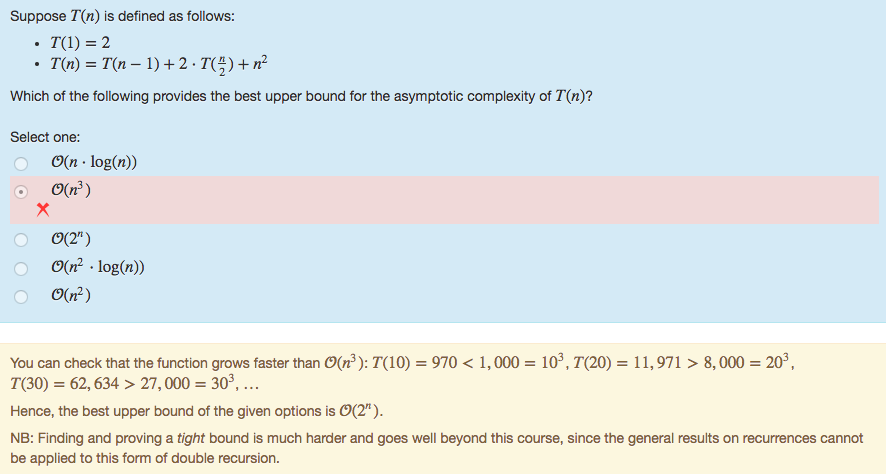 Suppose T(n) is defined as follows:
• T(1) = 2
• T(n) = T(n − 1) + 2 · T(n/2) + n²
Which of the following provides the best upper bound for the asymptotic complexity of T(n)?
Select one:
𝒪(n · log(n))
𝒪(n³)
𝒪(2ⁿ)
𝒪(n² · log(n))
𝒪(n²)
You can check that the function grows faster than 𝒪(n³): T(10) = 970 < 1,000 = 10³, T(20) = 11,971 > 8,000 = 20³,
T(30) = 62,634 > 27,000 = 30³, …
Hence, the best upper bound of the given options is 𝒪(2ⁿ).
NB: Finding and proving a tight bound is much harder and goes well beyond this course, since the general results on recurrences cannot
be applied to this form of double recursion.